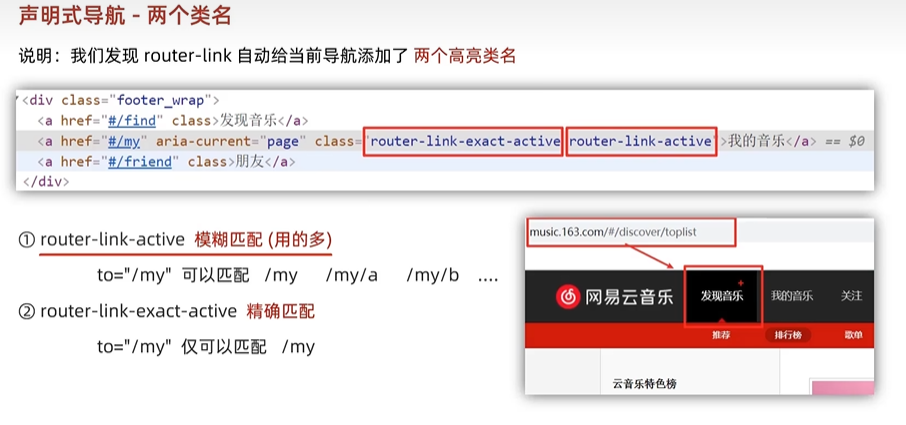 声明式导航 - 两个类名
说明：我们发现 router-link 自动给当前导航添加了 两个高亮类名
▾<div class="footer_wrap">
<a href="#/find" class>发现音乐</a>
<a href="#/my" aria-current="page" class="router-link-exact-active router-link-active">我的音乐</a> == $0
<a href="#/friend" class>朋友</a>
</div>
① router-link-active 模糊匹配 (用的多)
to="/my" 可以匹配 /my /my/a /my/b ....
② router-link-exact-active 精确匹配
to="/my" 仅可以匹配 /my
music.163.com/#/discover/toplist
网易云音乐 发现音乐 我的音乐 关注
推荐 排行榜 歌单
云音乐特色榜